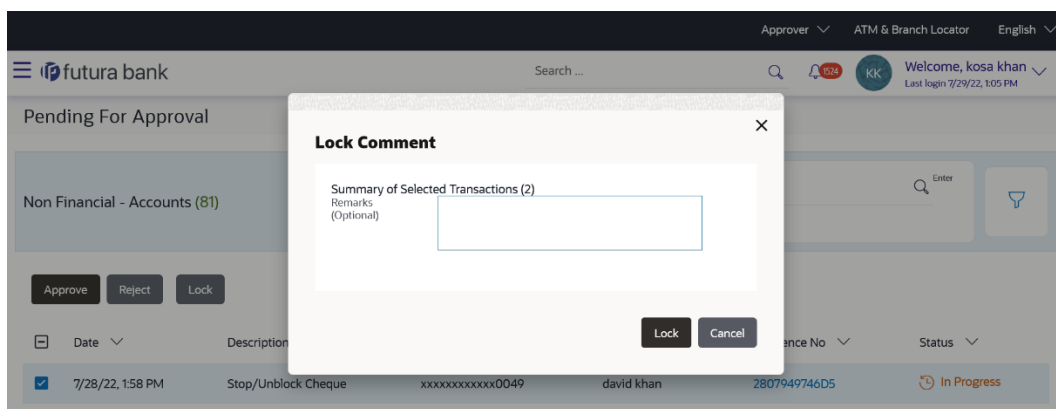 Approver ATM & Branch Locator English
futura bank Search ... 1524 KK Welcome, kosa khan
Last login 7/29/22, 1:05 PM
Pending For Approval
Lock Comment
Summary of Selected Transactions (2)
Remarks
(Optional)
Enter
Non Financial - Accounts (81)
Approve Reject Lock
Lock Cancel
Date Description ence No Status
7/28/22, 1:58 PM Stop/Unblock Cheque xxxxxxxxxxxx0049 david khan 2807949746D5 In Progress